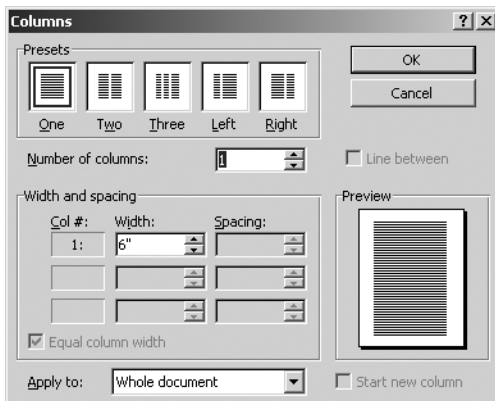 Columns
Presets
OK
Cancel
One Two Three Left Right
Number of columns: 1
Line between
Width and spacing
Preview
Col #: Width: Spacing:
1: 6"
Equal column width
Apply to: Whole document
Start new column